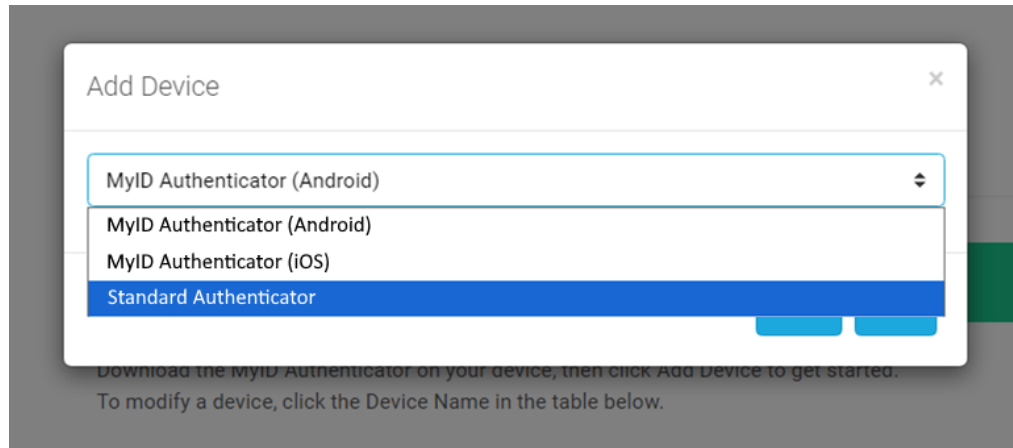 Add Device
×
MyID Authenticator (Android)
MyID Authenticator (Android)
MyID Authenticator (iOS)
Standard Authenticator
Download the MyID Authenticator on your device, then click Add Device to get started.
To modify a device, click the Device Name in the table below.